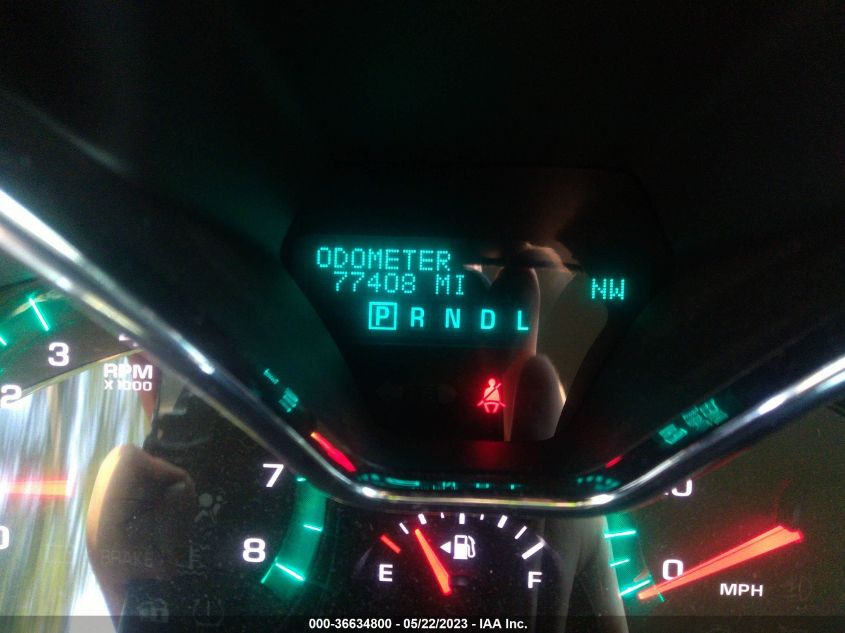 ODOMETER
77408 MI
NW
P R N D L
3
2
RPM
X 1000
7
8
BRAKE
E
F
0
MPH
000-36634800 - 05/22/2023 - IAA Inc.